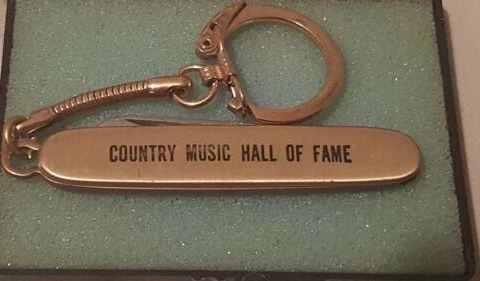 COUNTRY MUSIC HALL OF FAME